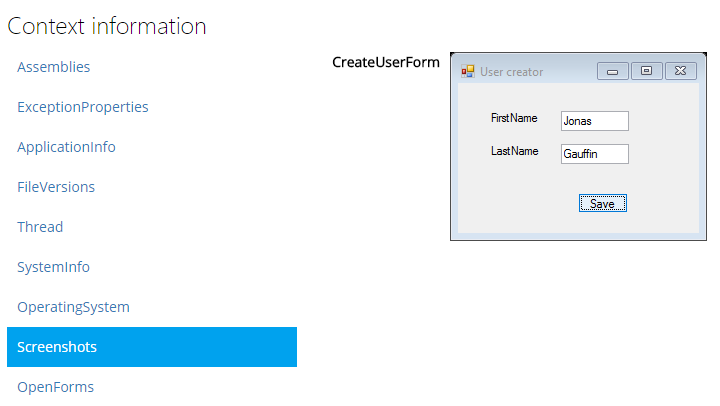 Context information
Assemblies
ExceptionProperties
ApplicationInfo
FileVersions
Thread
SystemInfo
OperatingSystem
Screenshots
OpenForms
CreateUserForm
User creator
FirstName Jonas
LastName Gauffin
Save